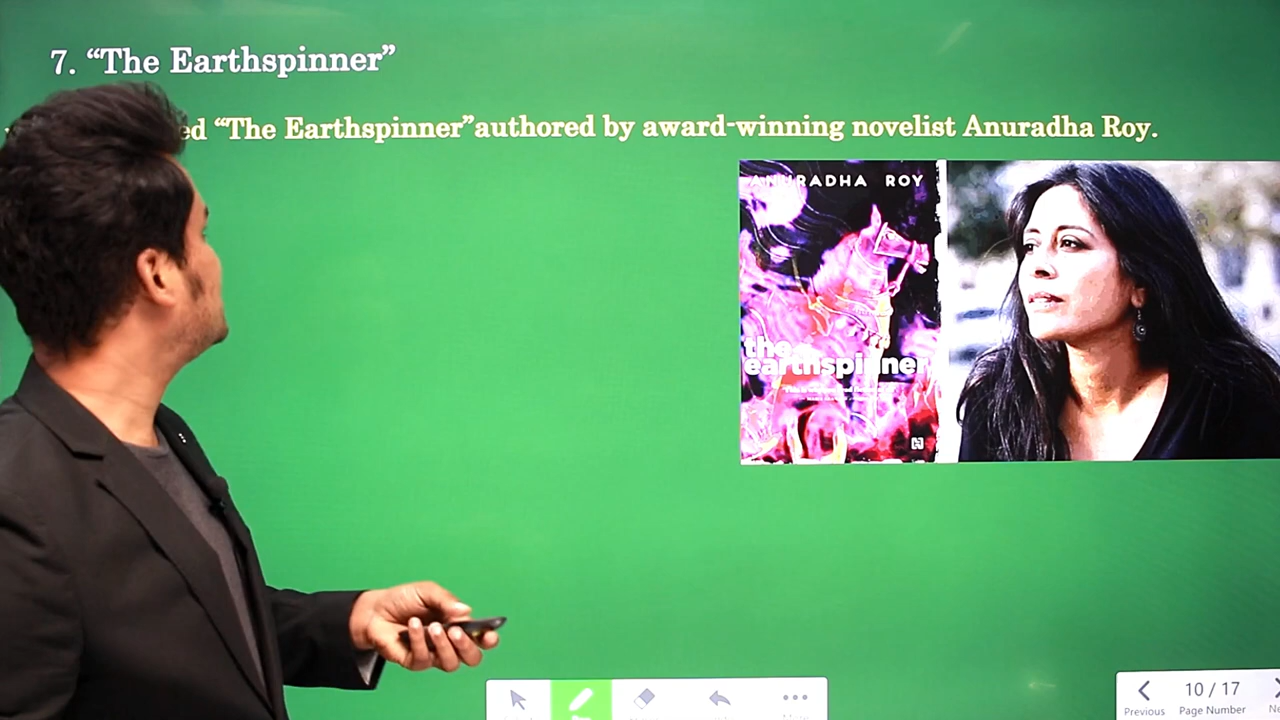 7. “The Earthspinner”
ed “The Earthspinner”authored by award-winning novelist Anuradha Roy.
ANURADHA ROY
the
earthspinner
10 / 17
Previous Page Number Ne